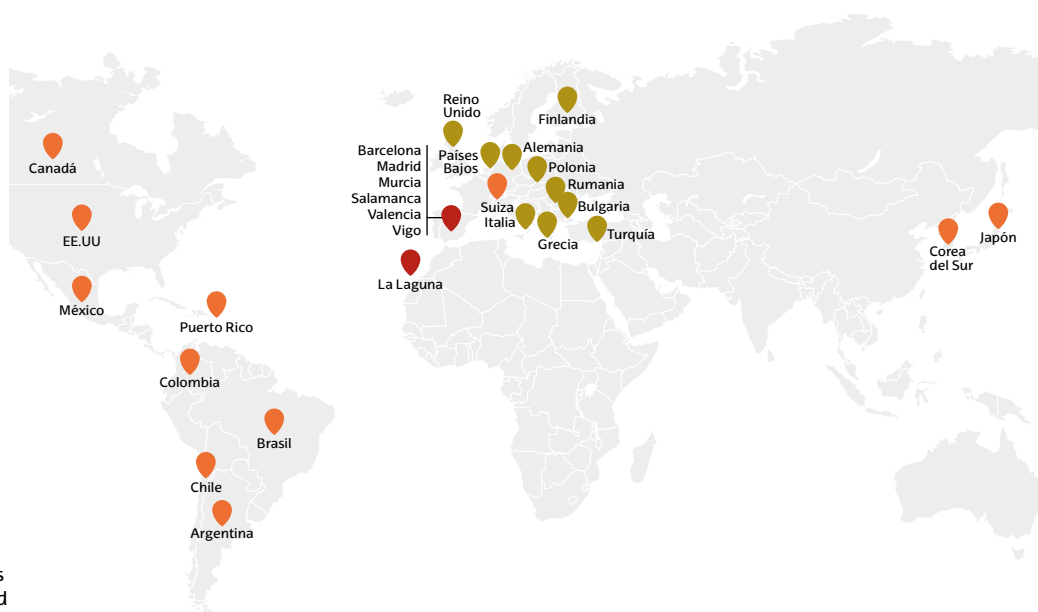 Reino
Unido
Finlandia
Barcelona
Madrid
Murcia
Salamanca
Valencia
Vigo
Países
Bajos
Alemania
Polonia
Rumania
Bulgaria
Suiza
Italia
Grecia
Turquía
La Laguna
Canadá
EE.UU
México
Puerto Rico
Colombia
Brasil
Chile
Argentina
Corea
del Sur
Japón
s
d